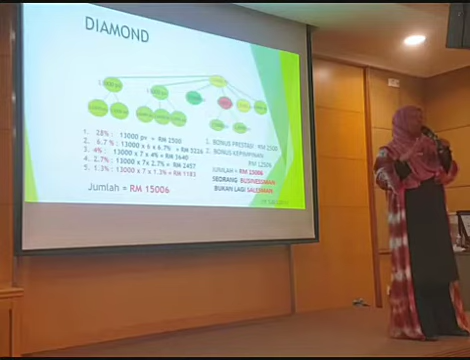 DIAMOND
1. 28% : 13000 pv = RM 2500
2. 6.7 % : 13000 x 6 x 6.7% = RM 5226
3. 4% : 13000 x 7 x 4% = RM 3640
4. 2.7% : 13000 x 7x 2.7% = RM 2457
5. 1.3% : 13000 x 7 x 1.3% = RM 1183
Jumlah = RM 15006
1. BONUS PRESTASI : RM 2500
2. BONUS KEPIMPINAN
RM 12506
JUMLAH = RM 15006
SEORANG BUSINESSMAN
BUKAN LAGI SALESMAN